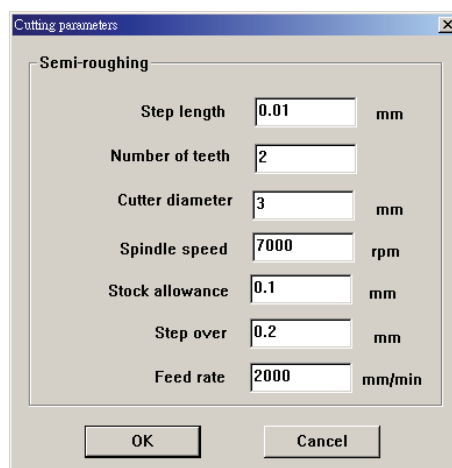 Cutting parameters
Semi-roughing
Step length 0.01 mm
Number of teeth 2
Cutter diameter 3 mm
Spindle speed 7000 rpm
Stock allowance 0.1 mm
Step over 0.2 mm
Feed rate 2000 mm/min
OK Cancel